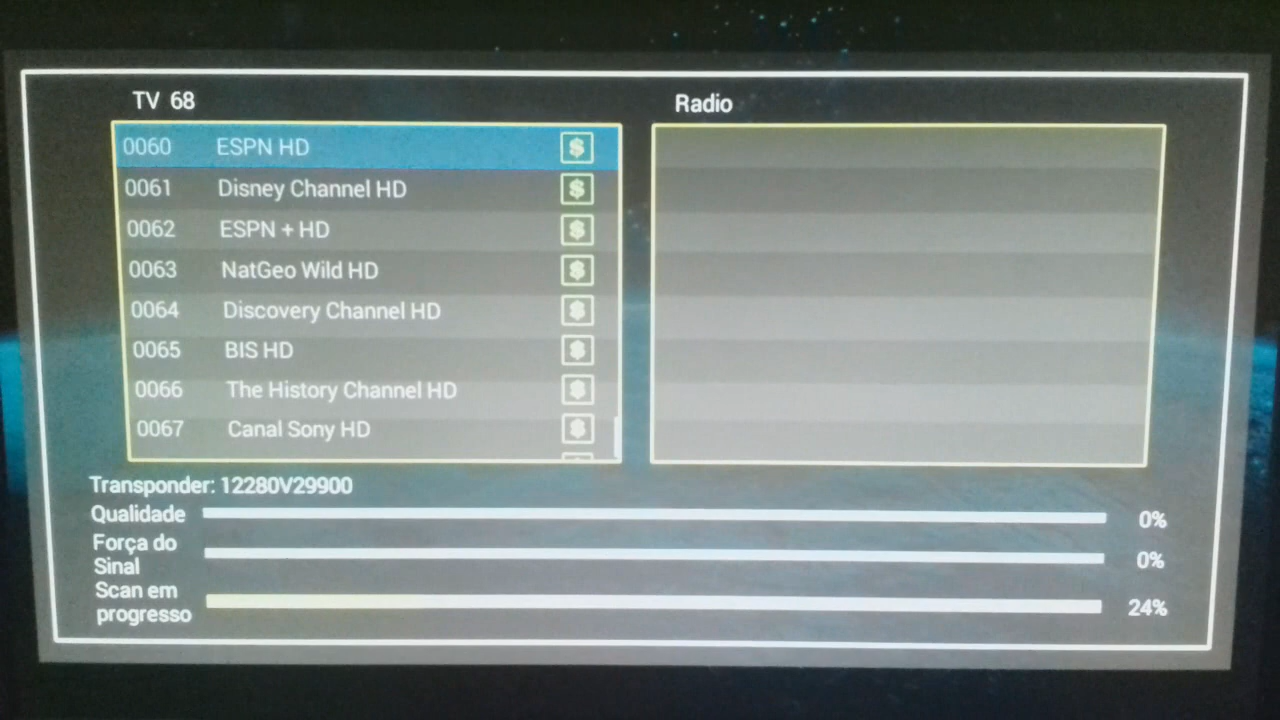 TV 68
Radio
0060 ESPN HD $
0061 Disney Channel HD $
0062 ESPN + HD $
0063 NatGeo Wild HD $
0064 Discovery Channel HD $
0065 BIS HD $
0066 The History Channel HD $
0067 Canal Sony HD $
Transponder: 12280V29900
Qualidade 0%
Força do
Sinal 0%
Scan em
progresso 24%